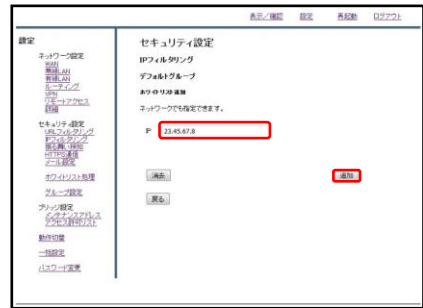 表示/確認 設定 再起動 ログアウト
設定
ネットワーク設定
WAN
無線LAN
有線LAN
ルーティング
VPN
リモートアクセス
詳細
セキュリティ設定
URLフィルタリング
IPフィルタリング
振る舞い検知
HTTPS通信
メール設定
ホワイトリスト処理
グループ設定
ブリッジ設定
メンテナンスアドレス
アクセス許可リスト
動作切替
一括設定
パスワード変更
セキュリティ設定
IPフィルタリング
デフォルトグループ
ホワイトリスト追加
ネットワークでも指定できます。
IP 23.45.67.8
消去 追加
戻る